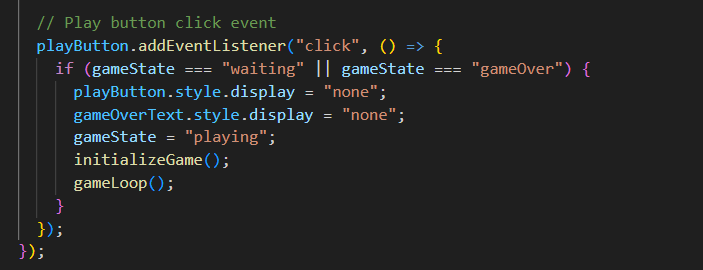 // Play button click event
playButton.addEventListener("click", () => {
if (gameState === "waiting" || gameState === "gameOver") {
playButton.style.display = "none";
gameOverText.style.display = "none";
gameState = "playing";
initializeGame();
gameLoop();
}
});
});